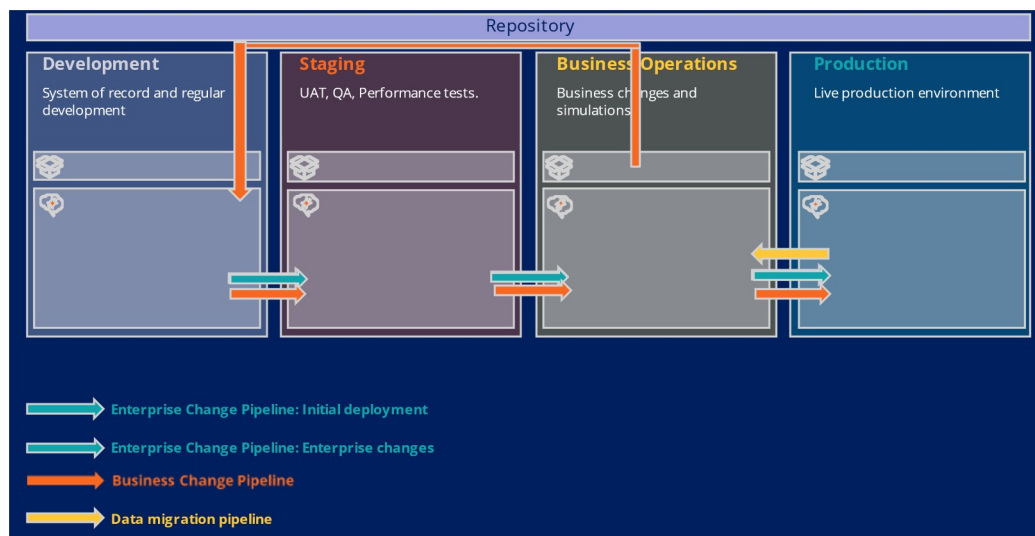 Repository
Development
System of record and regular
development
Staging
UAT, QA, Performance tests.
Business Operations
Business changes and
simulations
Production
Live production environment
Enterprise Change Pipeline: Initial deployment
Enterprise Change Pipeline: Enterprise changes
Business Change Pipeline
Data migration pipeline